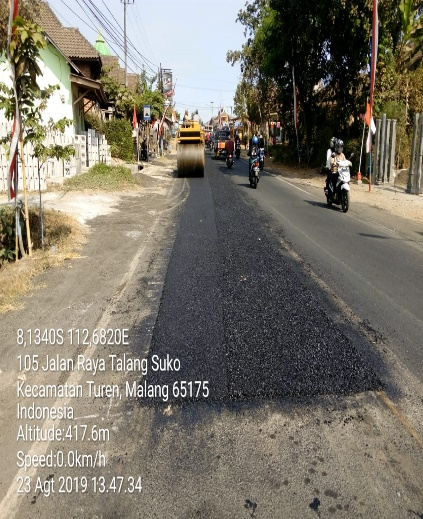 8,1340S 112,6820E
105 Jalan Raya Talang Suko
Kecamatan Turen, Malang 65175
Indonesia
Altitude:417.6m
Speed:0.0km/h
23 Agt 2019 13.47.34